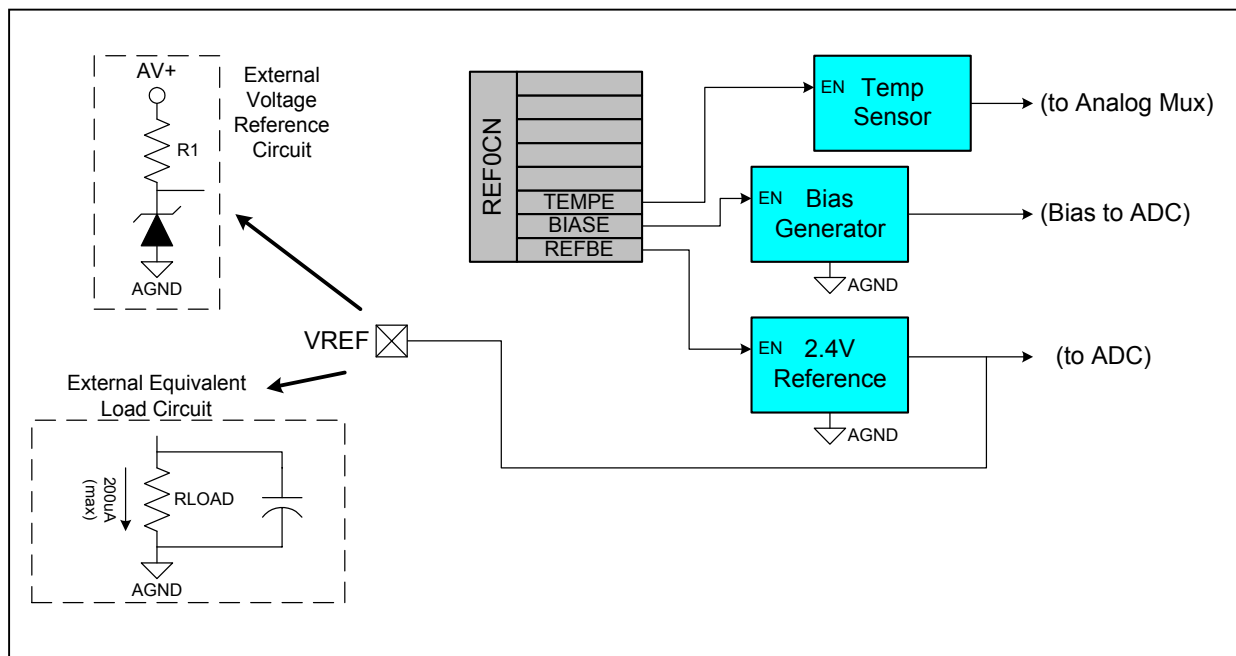 AV+
External
Voltage
Reference
Circuit
R1
AGND
REF0CN
TEMPE
BIASE
REFBE
EN
Temp
Sensor
(to Analog Mux)
EN
Bias
Generator
(Bias to ADC)
AGND
VREF
EN
2.4V
Reference
(to ADC)
AGND
External Equivalent
Load Circuit
200uA
(max)
RLOAD
AGND